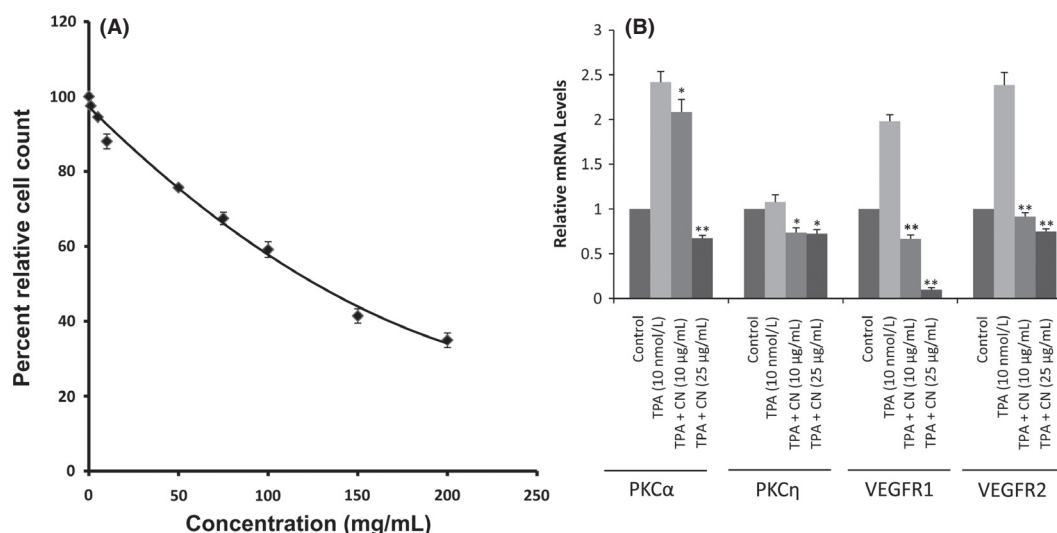 (A)
120
100
80
60
40
20
0
Percent relative cell count
0 50 100 150 200 250
Concentration (mg/mL)
(B)
3
2.5
2
1.5
1
0.5
0
Relative mRNA Levels
* ** * * ** ** ** **
Control
TPA (10 nmol/L)
TPA + CN (10 µg/mL)
TPA + CN (25 µg/mL)
Control
TPA (10 nmol/L)
TPA + CN (10 µg/mL)
TPA + CN (25 µg/mL)
Control
TPA (10 nmol/L)
TPA + CN (10 µg/mL)
TPA + CN (25 µg/mL)
Control
TPA (10 nmol/L)
TPA + CN (10 µg/mL)
TPA + CN (25 µg/mL)
PKCα PKCη VEGFR1 VEGFR2